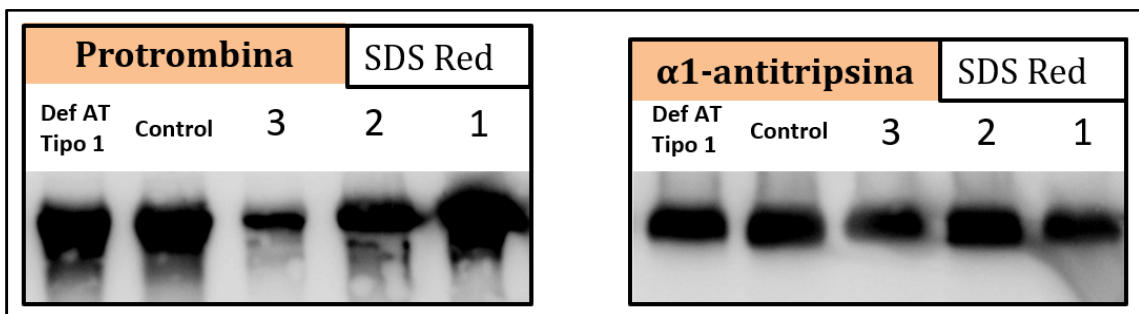 Protrombina SDS Red
Def AT
Tipo 1 Control 3 2 1
α1-antitripsina SDS Red
Def AT
Tipo 1 Control 3 2 1